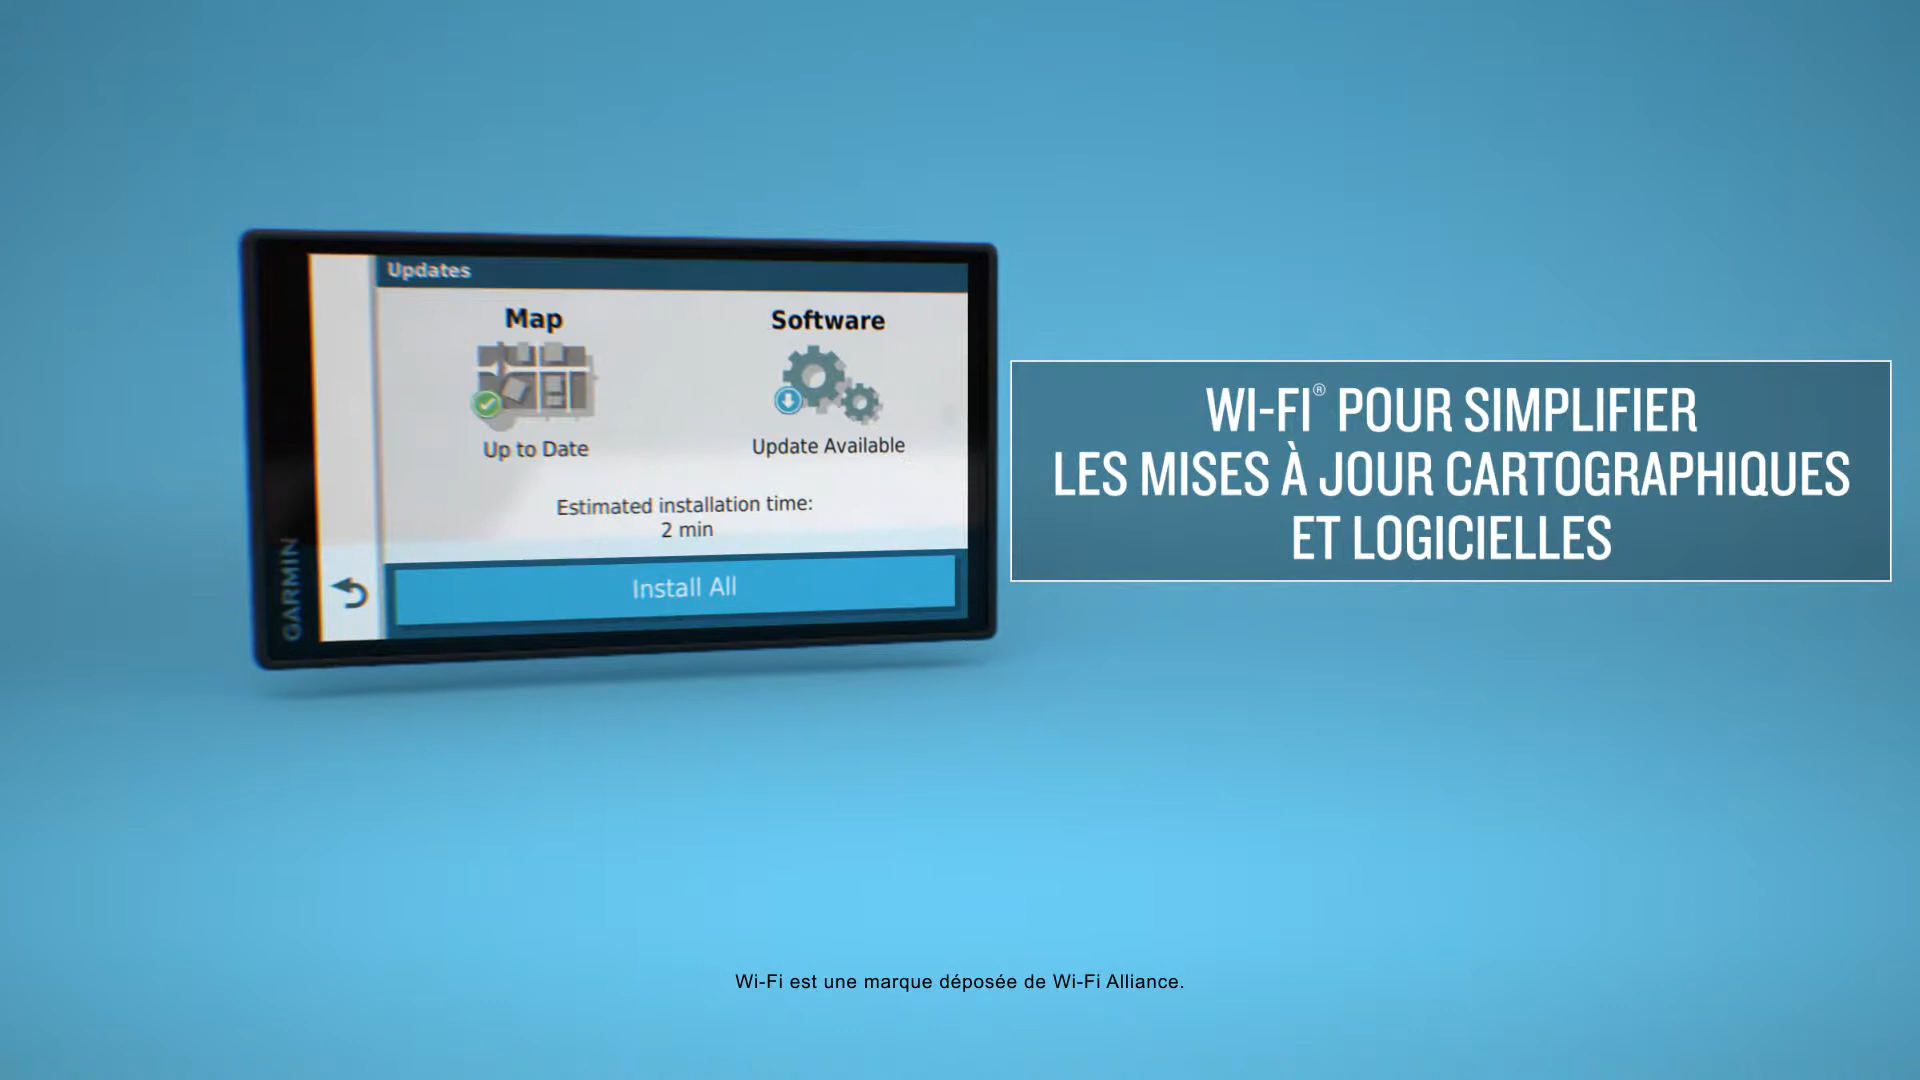 Updates
Map
Software
Up to Date
Update Available
Estimated installation time:
2 min
Install All
GARMIN
WI-FI® POUR SIMPLIFIER
LES MISES À JOUR CARTOGRAPHIQUES
ET LOGICIELLES
Wi-Fi est une marque déposée de Wi-Fi Alliance.